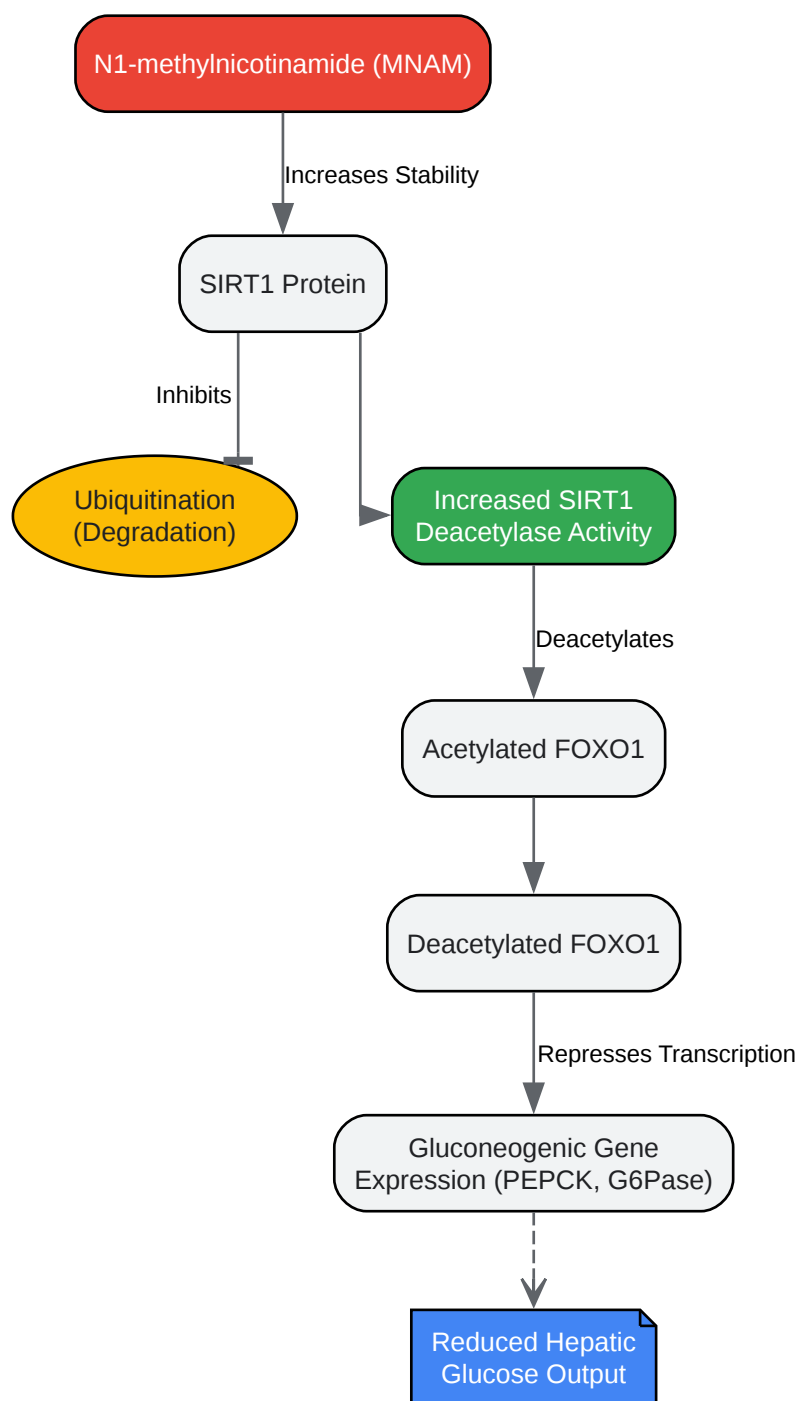 N1-methylnicotinamide (MNAM)
Increases Stability
SIRT1 Protein
Inhibits
Ubiquitination
(Degradation)
Increased SIRT1
Deacetylase Activity
Deacetylates
Acetylated FOXO1
Deacetylated FOXO1
Represses Transcription
Gluconeogenic Gene
Expression (PEPCK, G6Pase)
Reduced Hepatic
Glucose Output